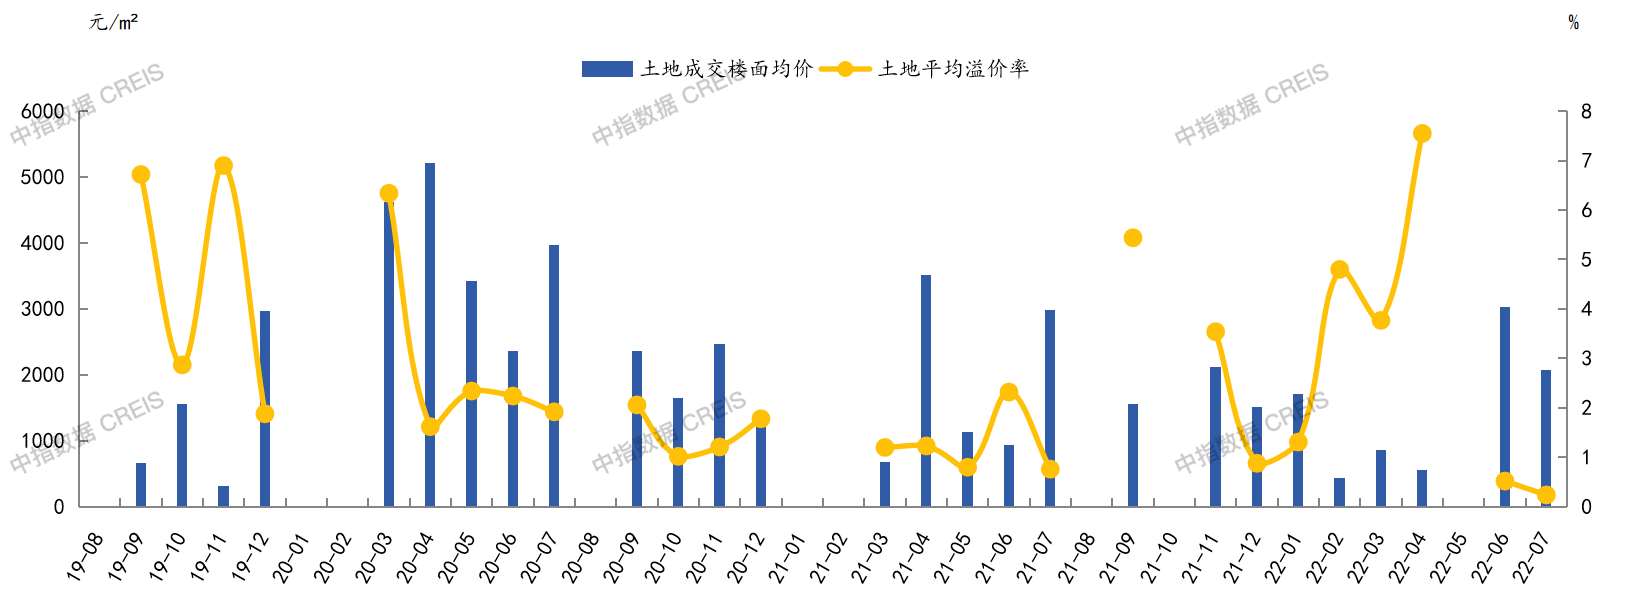 元/m² %
土地成交楼面均价 土地平均溢价率
中指数据 CREIS 中指数据 CREIS 中指数据 CREIS
6000 8
7
5000
6
4000
5
3000 4
3
2000
2
中指数据 CREIS 中指数据 CREIS 中指数据 CREIS
1000 1
0 0
19-08 19-09 19-10 19-11 19-12 20-01 20-02 20-03 20-04 20-05 20-06 20-07 20-08 20-09 20-10 20-11 20-12 21-01 21-02 21-03 21-04 21-05 21-06 21-07 21-08 21-09 21-10 21-11 21-12 22-01 22-02 22-03 22-04 22-05 22-06 22-07